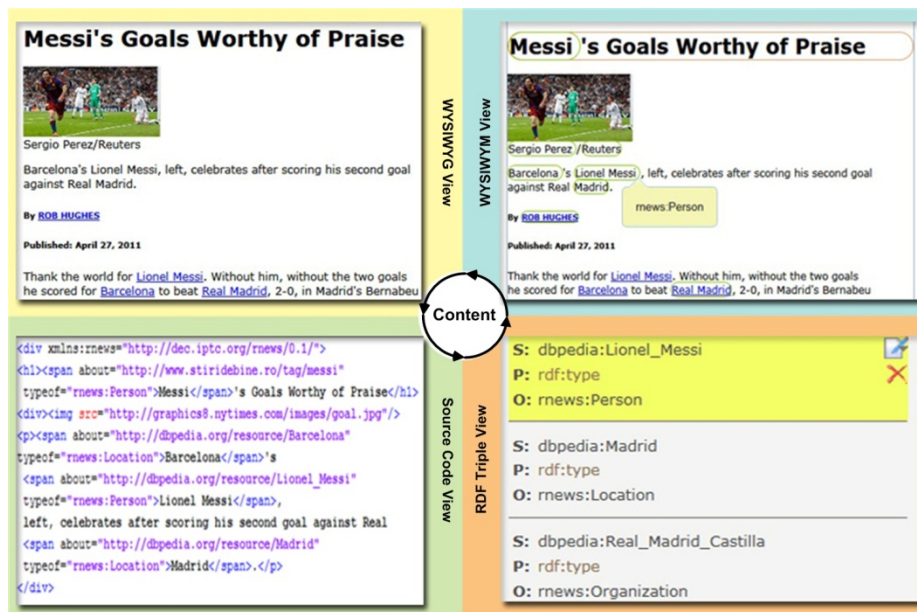 Messi's Goals Worthy of Praise
Sergio Perez/Reuters
Barcelona's Lionel Messi, left, celebrates after scoring his second goal
against Real Madrid.
By ROB HUGHES
Published: April 27, 2011
Thank the world for Lionel Messi. Without him, without the two goals
he scored for Barcelona to beat Real Madrid, 2-0, in Madrid's Bernabeu
WYSIWYG View
WYSIWYM View
Messi 's Goals Worthy of Praise
Sergio Perez /Reuters
Barcelona 's Lionel Messi , left, celebrates after scoring his second goal
against Real Madrid.
rnews:Person
By ROB HUGHES
Published: April 27, 2011
Thank the world for Lionel Messi. Without him, without the two goals
he scored for Barcelona to beat Real Madrid, 2-0, in Madrid's Bernabeu
Content
<div xmlns:rnews="http://dec.iptc.org/rnews/0.1/">
<h1><span about="http://www.stiridebine.ro/tag/messi"
typeof="rnews:Person">Messi</span>'s Goals Worthy of Praise</h1>
<div><img src="http://graphics8.nytimes.com/images/goal.jpg"/>
<p><span about="http://dbpedia.org/resource/Barcelona"
typeof="rnews:Location">Barcelona</span>'s
<span about="http://dbpedia.org/resource/Lionel_Messi"
typeof="rnews:Person">Lionel Messi</span>,
left, celebrates after scoring his second goal against Real
<span about="http://dbpedia.org/resource/Madrid"
typeof="rnews:Location">Madrid</span>.</p>
</div>
Source Code View
RDF Triple View
S: dbpedia:Lionel_Messi
P: rdf:type
O: rnews:Person
S: dbpedia:Madrid
P: rdf:type
O: rnews:Location
S: dbpedia:Real_Madrid_Castilla
P: rdf:type
O: rnews:Organization